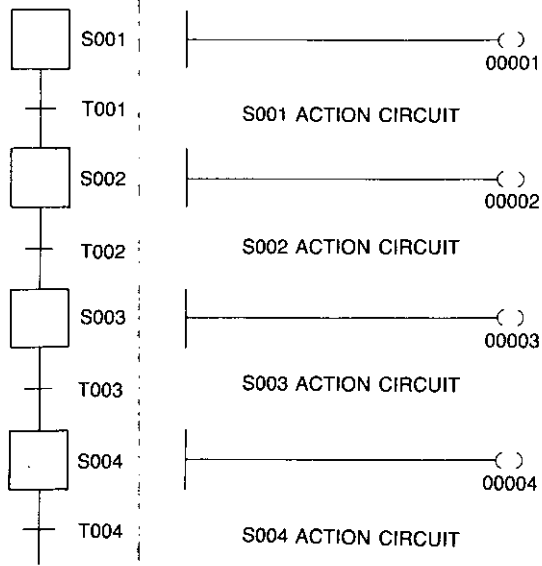 S001
( )
00001
T001
S001 ACTION CIRCUIT
S002
( )
00002
T002
S002 ACTION CIRCUIT
S003
( )
00003
T003
S003 ACTION CIRCUIT
S004
( )
00004
T004
S004 ACTION CIRCUIT